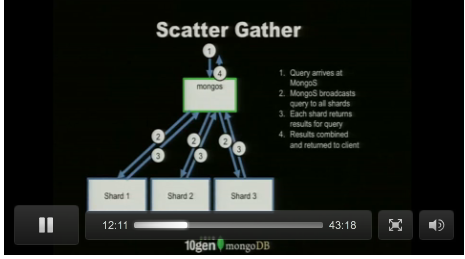 Scatter Gather
1
4
mongos
1. Query arrives at
MongoS
2. MongoS broadcasts
query to all shards
3. Each shard returns
results for query
4. Results combined
and returned to client
2
3
2
3
2
3
Shard 1
Shard 2
Shard 3
12:11
43:18
10gen mongoDB